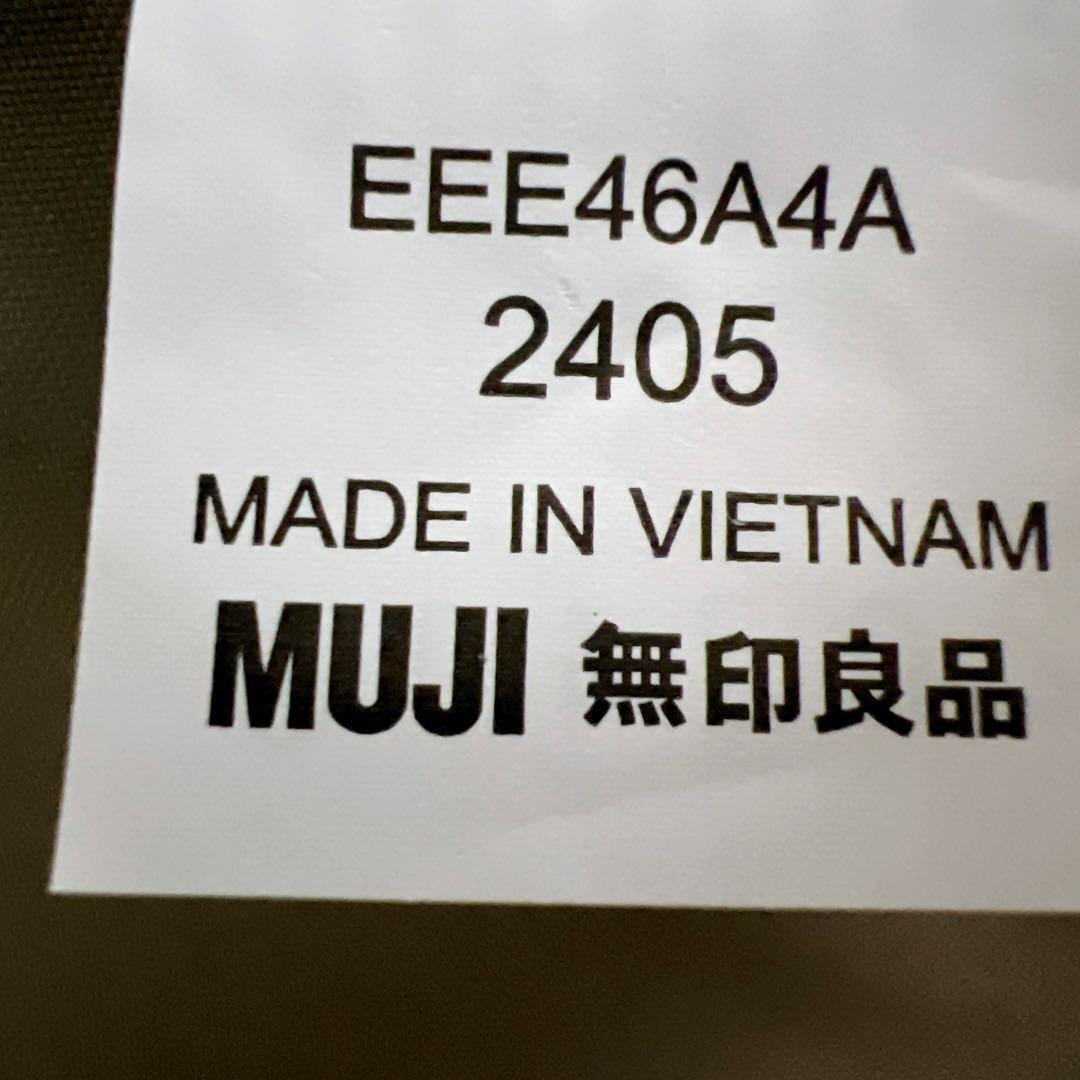 EEE46A4A
2405
MADE IN VIETNAM
MUJI 無印良品